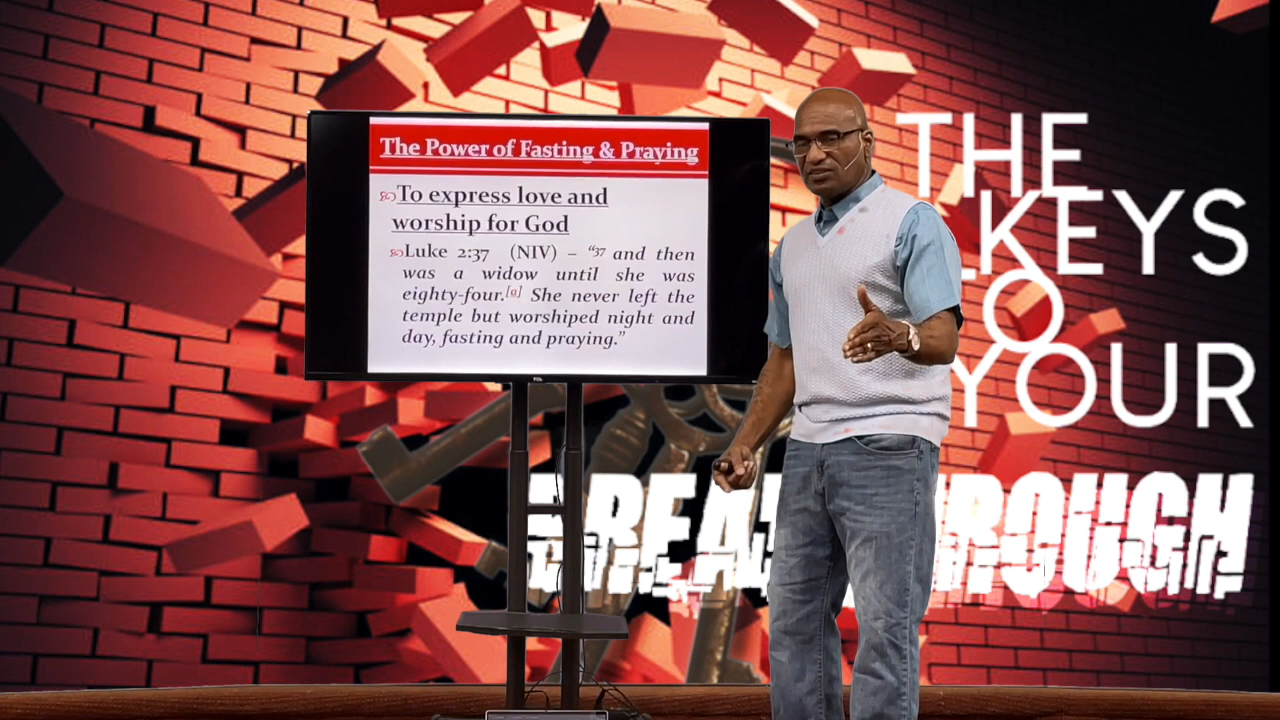 The Power of Fasting & Praying
To express love and
worship for God
Luke 2:37 (NIV) – “37 and then
was a widow until she was
eighty-four.[a] She never left the
temple but worshiped night and
day, fasting and praying.”
TCL
THE
KEYS
TO
YOUR